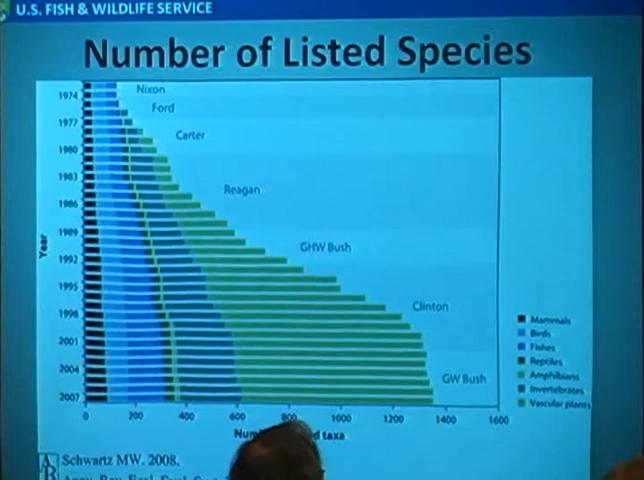 U.S. FISH & WILDLIFE SERVICE
Number of Listed Species
Nixon
Ford
Carter
Reagan
GHW Bush
Clinton
GW Bush
Year
1974
1977
1980
1983
1986
1989
1992
1995
1998
2001
2004
2007
0 200 400 600 800 1000 1200 1400 1600
taxa
Mammals
Birds
Fishes
Reptiles
Amphibians
Invertebrates
Vascular plants
Schwartz MW. 2008.